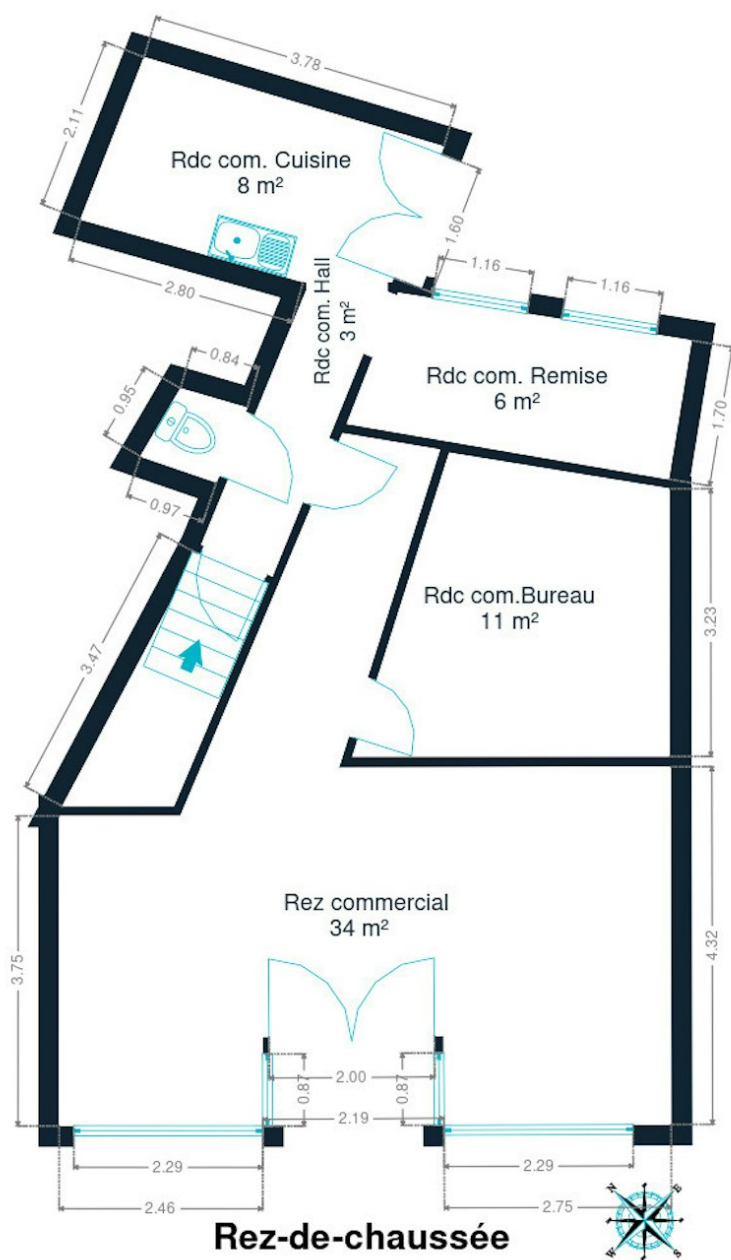 3.78
2.11
Rdc com. Cuisine
8 m²
1.60
2.80
Rdc com. Hall
3 m²
1.16
1.16
0.84
0.95
0.97
Rdc com. Remise
6 m²
1.70
Rdc com.Bureau
11 m²
3.23
3.47
Rez commercial
34 m²
3.75
4.32
0.87
2.00
0.87
2.19
2.29
2.29
2.46
2.75
N
E
W
S
Rez-de-chaussée